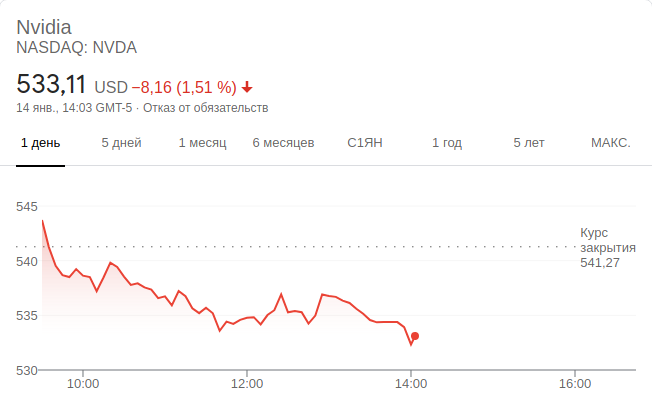 Nvidia
NASDAQ: NVDA
533,11 USD −8,16 (1,51 %)
14 янв., 14:03 GMT-5 · Отказ от обязательств
1 день 5 дней 1 месяц 6 месяцев С1ЯН 1 год 5 лет МАКС.
545
Курс
закрытия
541,27
540
535
530
10:00 12:00 14:00 16:00